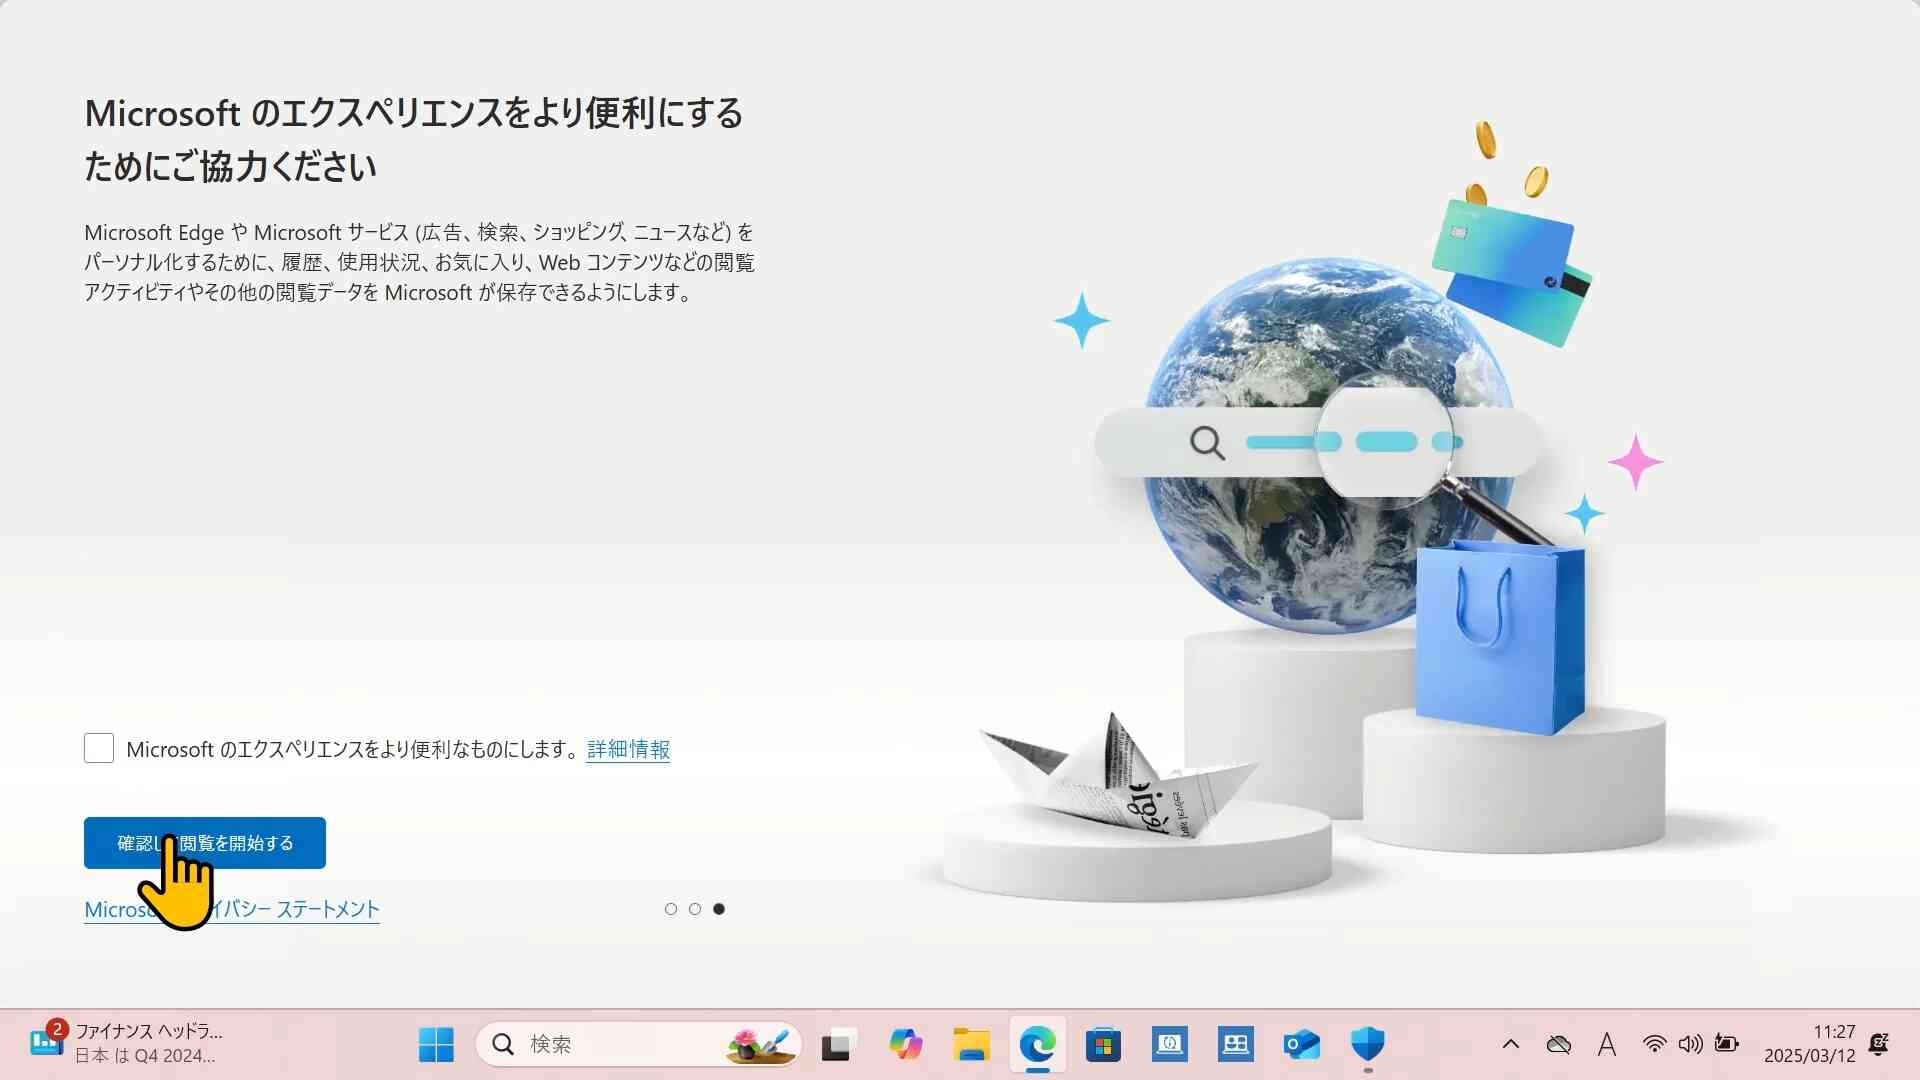 Microsoft のエクスペリエンスをより便利にする
ためにご協力ください
Microsoft Edge や Microsoft サービス (広告、検索、ショッピング、ニュースなど) を
パーソナル化するために、履歴、使用状況、お気に入り、Web コンテンツなどの閲覧
アクティビティやその他の閲覧データを Microsoft が保存できるようにします。
Microsoft のエクスペリエンスをより便利なものにします。 詳細情報
確認し 閲覧を開始する
Micros イバシー ステートメント
2 ファイナンス ヘッドラ...
日本 は Q4 2024...
検索
A
11:27
2025/03/12